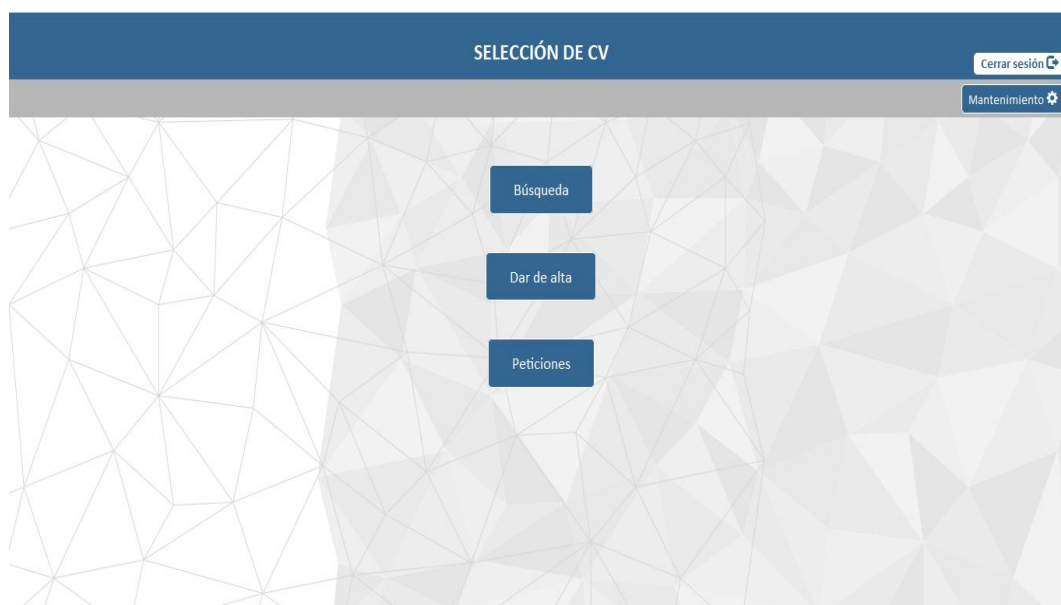 SELECCIÓN DE CV
Cerrar sesión
Mantenimiento
Búsqueda
Dar de alta
Peticiones